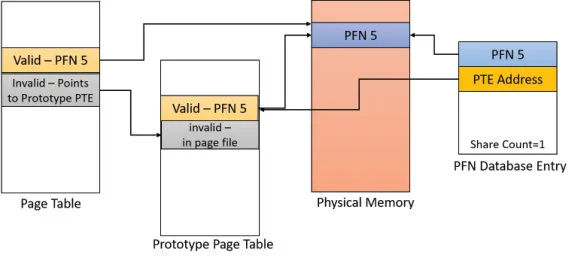 Valid – PFN 5
Invalid – Points
to Prototype PTE
Page Table
Valid – PFN 5
invalid –
in page file
Prototype Page Table
PFN 5
Physical Memory
PFN 5
PTE Address
Share Count=1
PFN Database Entry